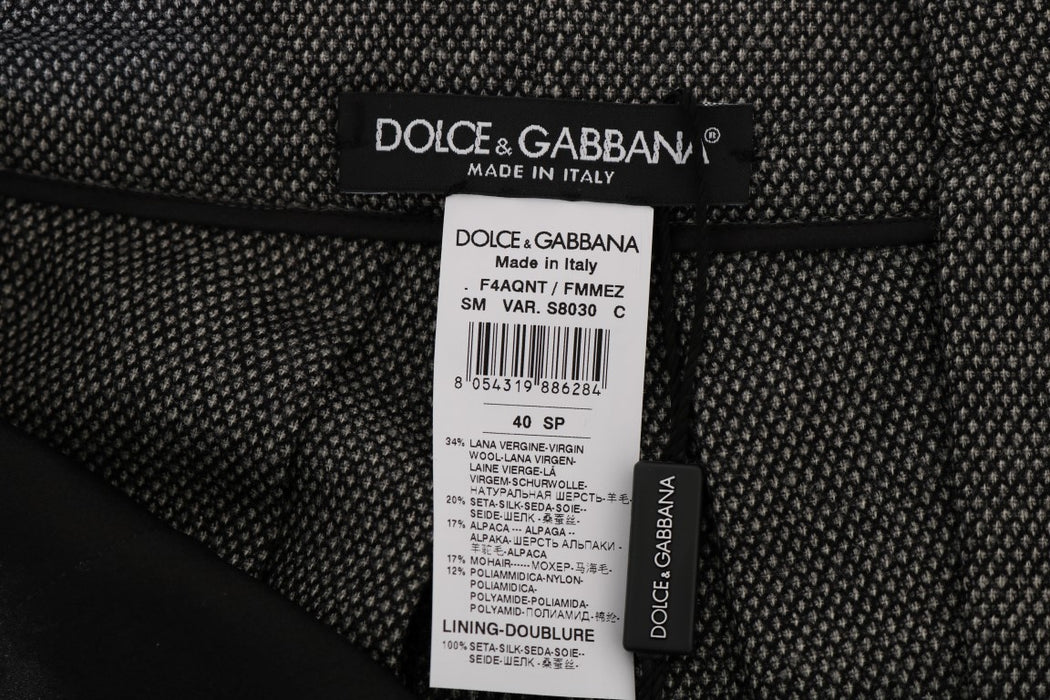 DOLCE & GABBANA®
MADE IN ITALY
DOLCE & GABBANA
Made in Italy
. F4AQNT / FMMEZ
SM VAR. S8030 C
8 054319 886284
40 SP
34% LANA VERGINE-VIRGIN
WOOL-LANA VIRGEN-
LAINE VIERGE-LÃ
VIRGEM-SCHURWOLLE-
НАТУРАЛЬНАЯ ШЕРСТЬ-羊毛-
20% SETA-SILK-SEDA-SOIE--
SEIDE-ШЕЛК -桑蚕丝-
17% ALPACA --- ALPAGA --
ALPAKA-ШЕРСТЬ АЛЬПАКИ -
羊驼毛-ALPACA
17% MOHAIR------МОХЕР-马海毛-
12% POLIAMMIDICA-NYLON-
POLIAMIDICA-
POLYAMIDE-POLIAMIDA-
POLYAMID-ПОЛИАМИД-锦纶-
LINING-DOUBLURE
100% SETA-SILK-SEDA-SOIE--
SEIDE-ШЕЛК -桑蚕丝-
DOLCE & GABBANA